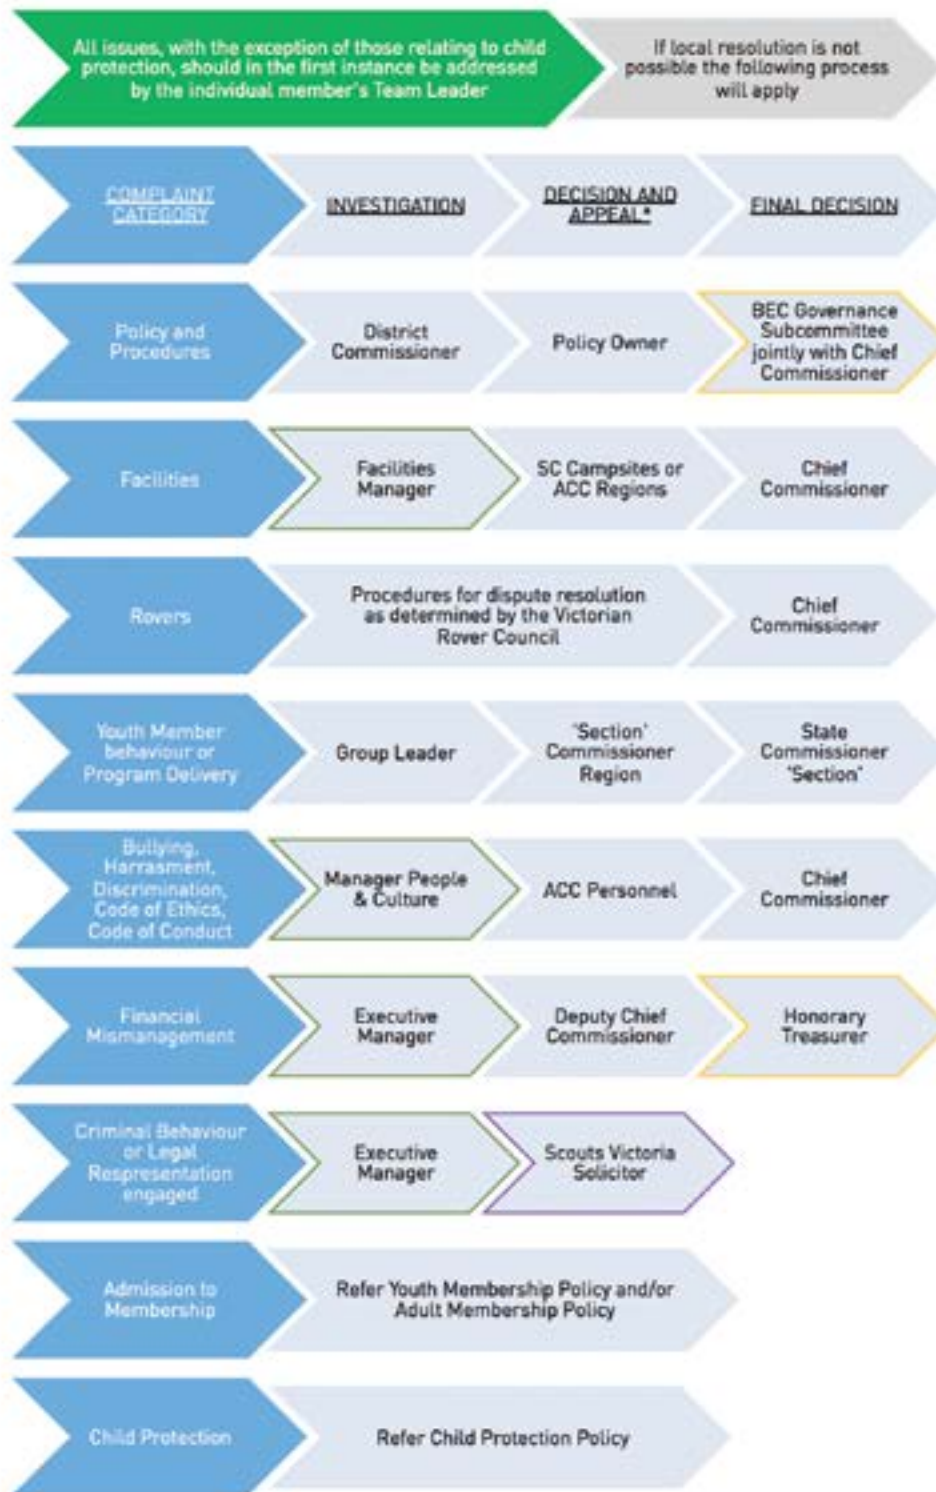 All issues, with the exception of those relating to child
protection, should in the first instance be addressed
by the individual member's Team Leader
If local resolution is not
possible the following process
will apply
COMPLAINT
CATEGORY
INVESTIGATION
DECISION AND
APPEAL*
FINAL DECISION
Policy and
Procedures
District
Commissioner
Policy Owner
BEC Governance
Subcommittee
jointly with Chief
Commissioner
Facilities
Facilities
Manager
SC Campsites or
ACC Regions
Chief
Commissioner
Rovers
Procedures for dispute resolution
as determined by the Victorian
Rover Council
Chief
Commissioner
Youth Member
behaviour or
Program Delivery
Group Leader
'Section'
Commissioner
Region
State
Commissioner
'Section'
Bullying,
Harrasment,
Discrimination,
Code of Ethics,
Code of Conduct
Manager People
& Culture
ACC Personnel
Chief
Commissioner
Financial
Mismanagement
Executive
Manager
Deputy Chief
Commissioner
Honorary
Treasurer
Criminal Behaviour
or Legal
Respresentation
engaged
Executive
Manager
Scouts Victoria
Solicitor
Admission to
Membership
Refer Youth Membership Policy and/or
Adult Membership Policy
Child Protection
Refer Child Protection Policy